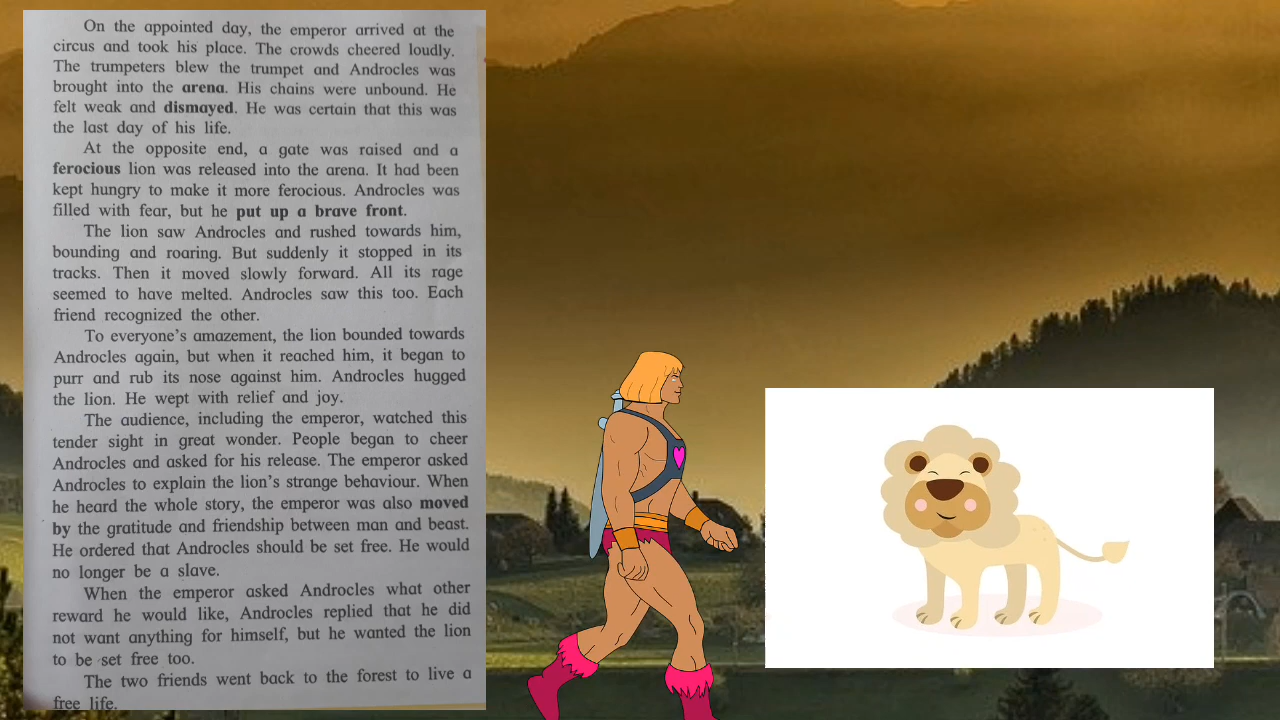 On the appointed day, the emperor arrived at the
circus and took his place. The crowds cheered loudly.
The trumpeters blew the trumpet and Androcles was
brought into the arena. His chains were unbound. He
felt weak and dismayed. He was certain that this was
the last day of his life.
At the opposite end, a gate was raised and a
ferocious lion was released into the arena. It had been
kept hungry to make it more ferocious. Androcles was
filled with fear, but he put up a brave front.
The lion saw Androcles and rushed towards him,
bounding and roaring. But suddenly it stopped in its
tracks. Then it moved slowly forward. All its rage
seemed to have melted. Androcles saw this too. Each
friend recognized the other.
To everyone's amazement, the lion bounded towards
Androcles again, but when it reached him, it began to
purr and rub its nose against him. Androcles hugged
the lion. He wept with relief and joy.
The audience, including the emperor, watched this
tender sight in great wonder. People began to cheer
Androcles and asked for his release. The emperor asked
Androcles to explain the lion's strange behaviour. When
he heard the whole story, the emperor was also moved
by the gratitude and friendship between man and beast.
He ordered that Androcles should be set free. He would
no longer be a slave.
When the emperor asked Androcles what other
reward he would like, Androcles replied that he did
not want anything for himself, but he wanted the lion
to be set free too.
The two friends went back to the forest to live a
free life.